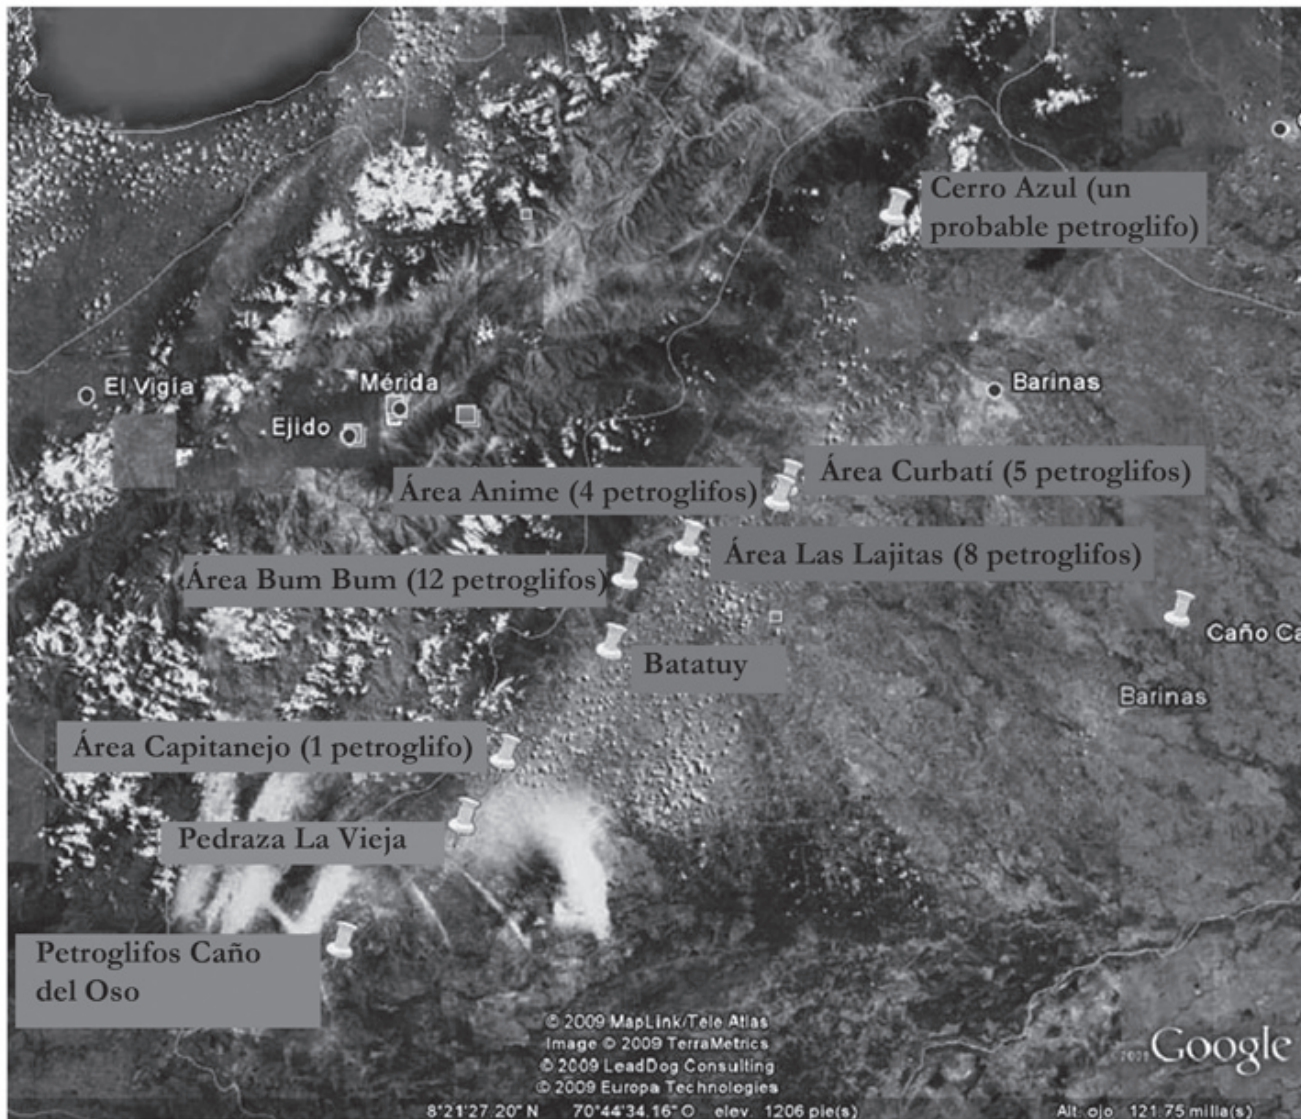 Cerro Azul (un
probable petroglifo)
El Vigía
Mérida
Barinas
Ejido
Área Anime (4 petroglifos)
Área Curbatí (5 petroglifos)
Área Las Lajitas (8 petroglifos)
Área Bum Bum (12 petroglifos)
Caño Ca
Batatuy
Barinas
Área Capitanejo (1 petroglifo)
Pedraza La Vieja
Petroglifos Caño
del Oso
© 2009 MapLink/Tele Atlas
Image © 2009 TerraMetrics
© 2009 LeadDog Consulting
© 2009 Europa Technologies
©2009 Google
8°21'27.20" N 70°44'34.16" O elev. 1206 pie(s) Alt. ojo 121.75 milla(s)